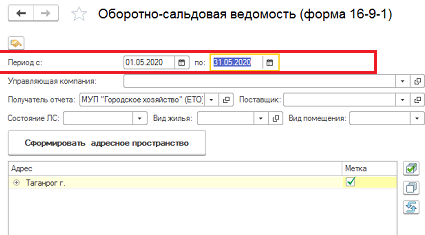 Оборотно-сальдовая ведомость (форма 16-9-1)
Период с: 01.05.2020 по: 31.05.2020
Управляющая компания:
Получатель отчета: МУП "Городское хозяйство" (ЕТО) Поставщик:
Состояние ЛС: Вид жилья: Вид помещения:
Сформировать адресное пространство
Адрес Метка
Таганрог г.